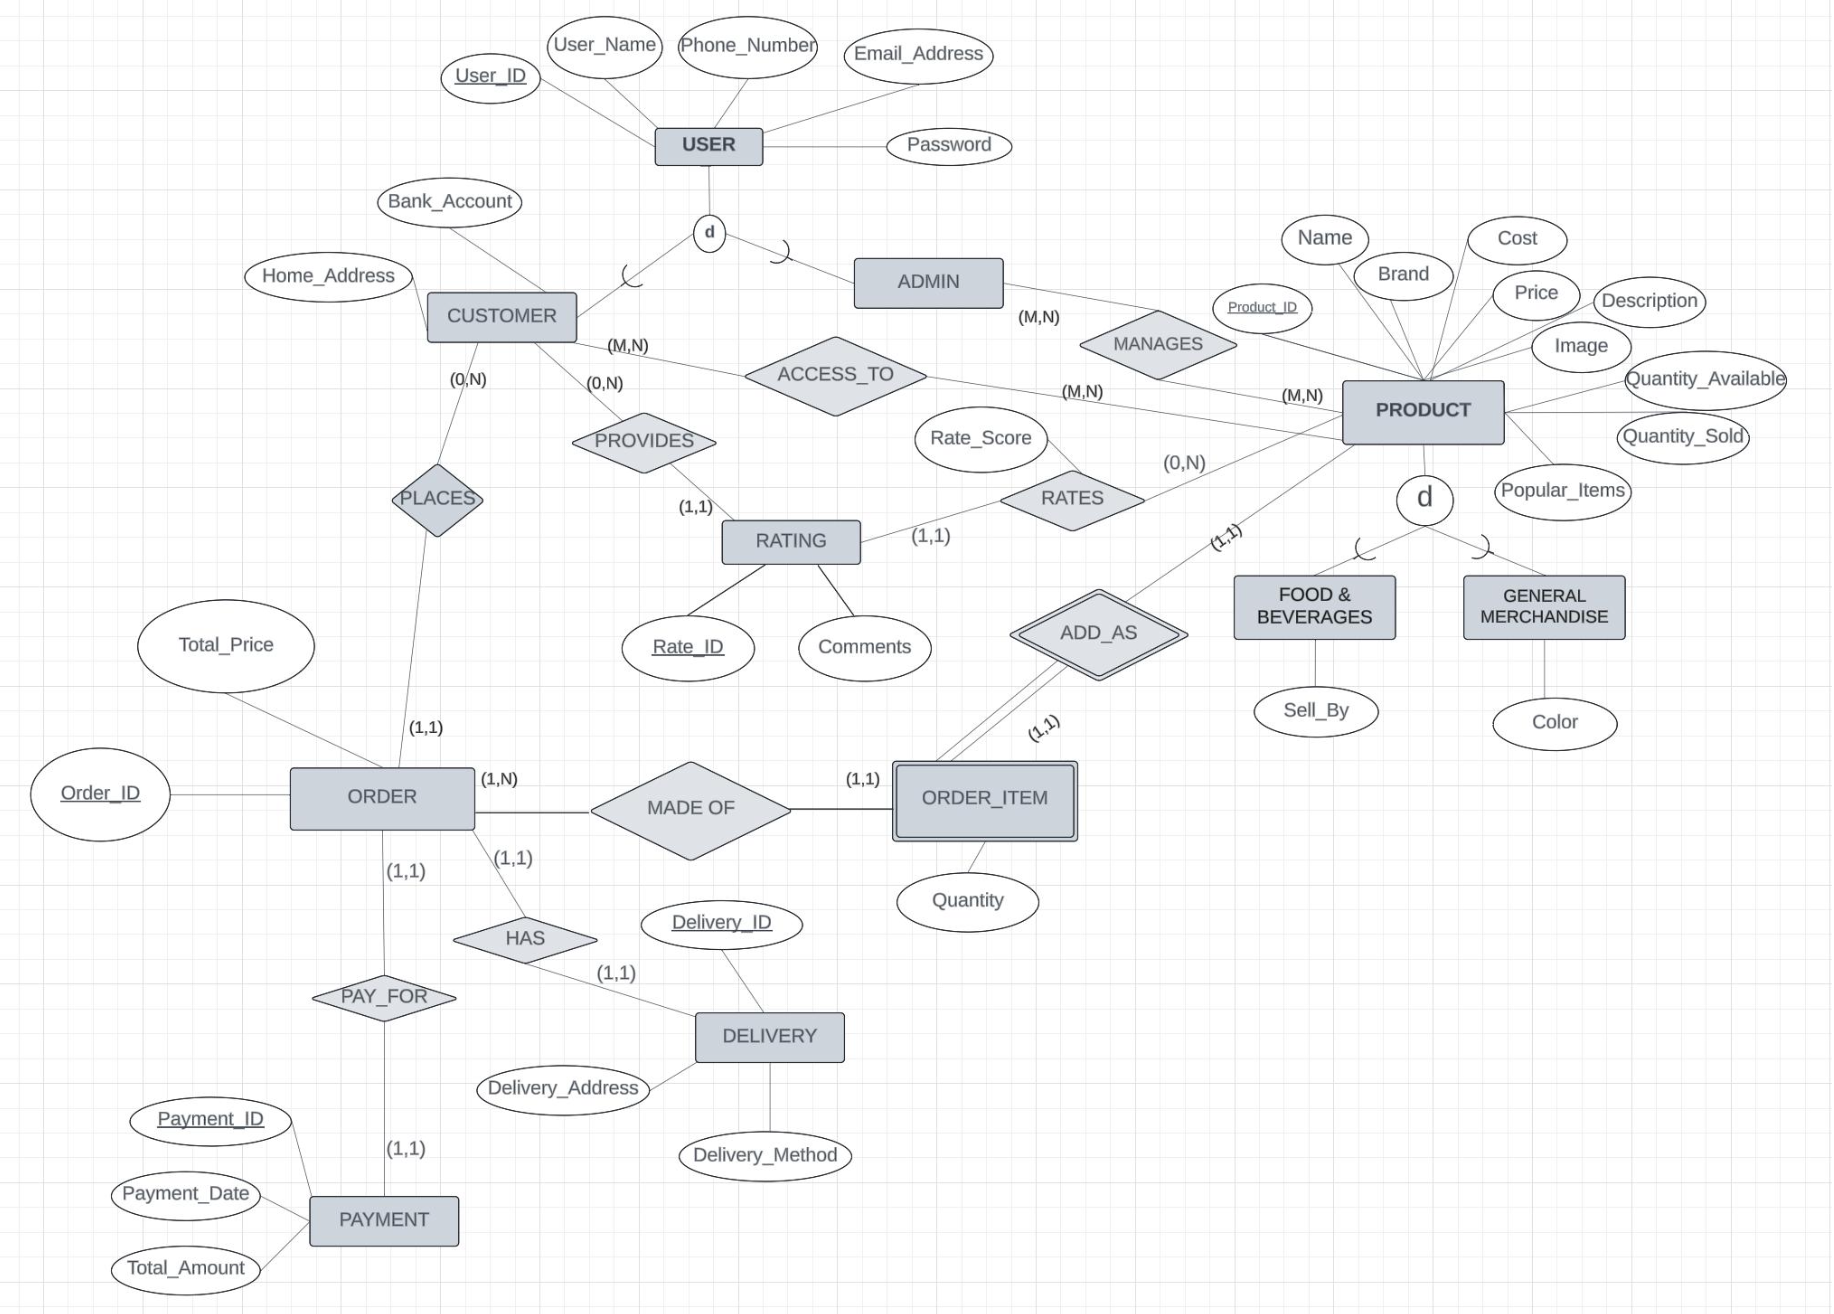 User_Name
Phone_Number
Email_Address
User_ID
USER
Password
Bank_Account
d
Home_Address
CUSTOMER
ADMIN
Name
Cost
Brand
Price
Description
Product_ID
Image
Quantity_Available
Quantity_Sold
Popular_Items
PRODUCT
(M,N)
MANAGES
(M,N)
(M,N)
ACCESS_TO
(M,N)
(0,N)
(0,N)
PROVIDES
(1,1)
Rate_Score
RATES
(0,N)
(1,1)
RATING
Rate_ID
Comments
PLACES
d
FOOD &
BEVERAGES
GENERAL
MERCHANDISE
Sell_By
Color
(1,1)
ADD_AS
(1,1)
Total_Price
(1,1)
Order_ID
ORDER
(1,N)
MADE OF
(1,1)
ORDER_ITEM
Quantity
(1,1)
(1,1)
HAS
(1,1)
Delivery_ID
DELIVERY
Delivery_Address
Delivery_Method
PAY_FOR
(1,1)
Payment_ID
Payment_Date
PAYMENT
Total_Amount